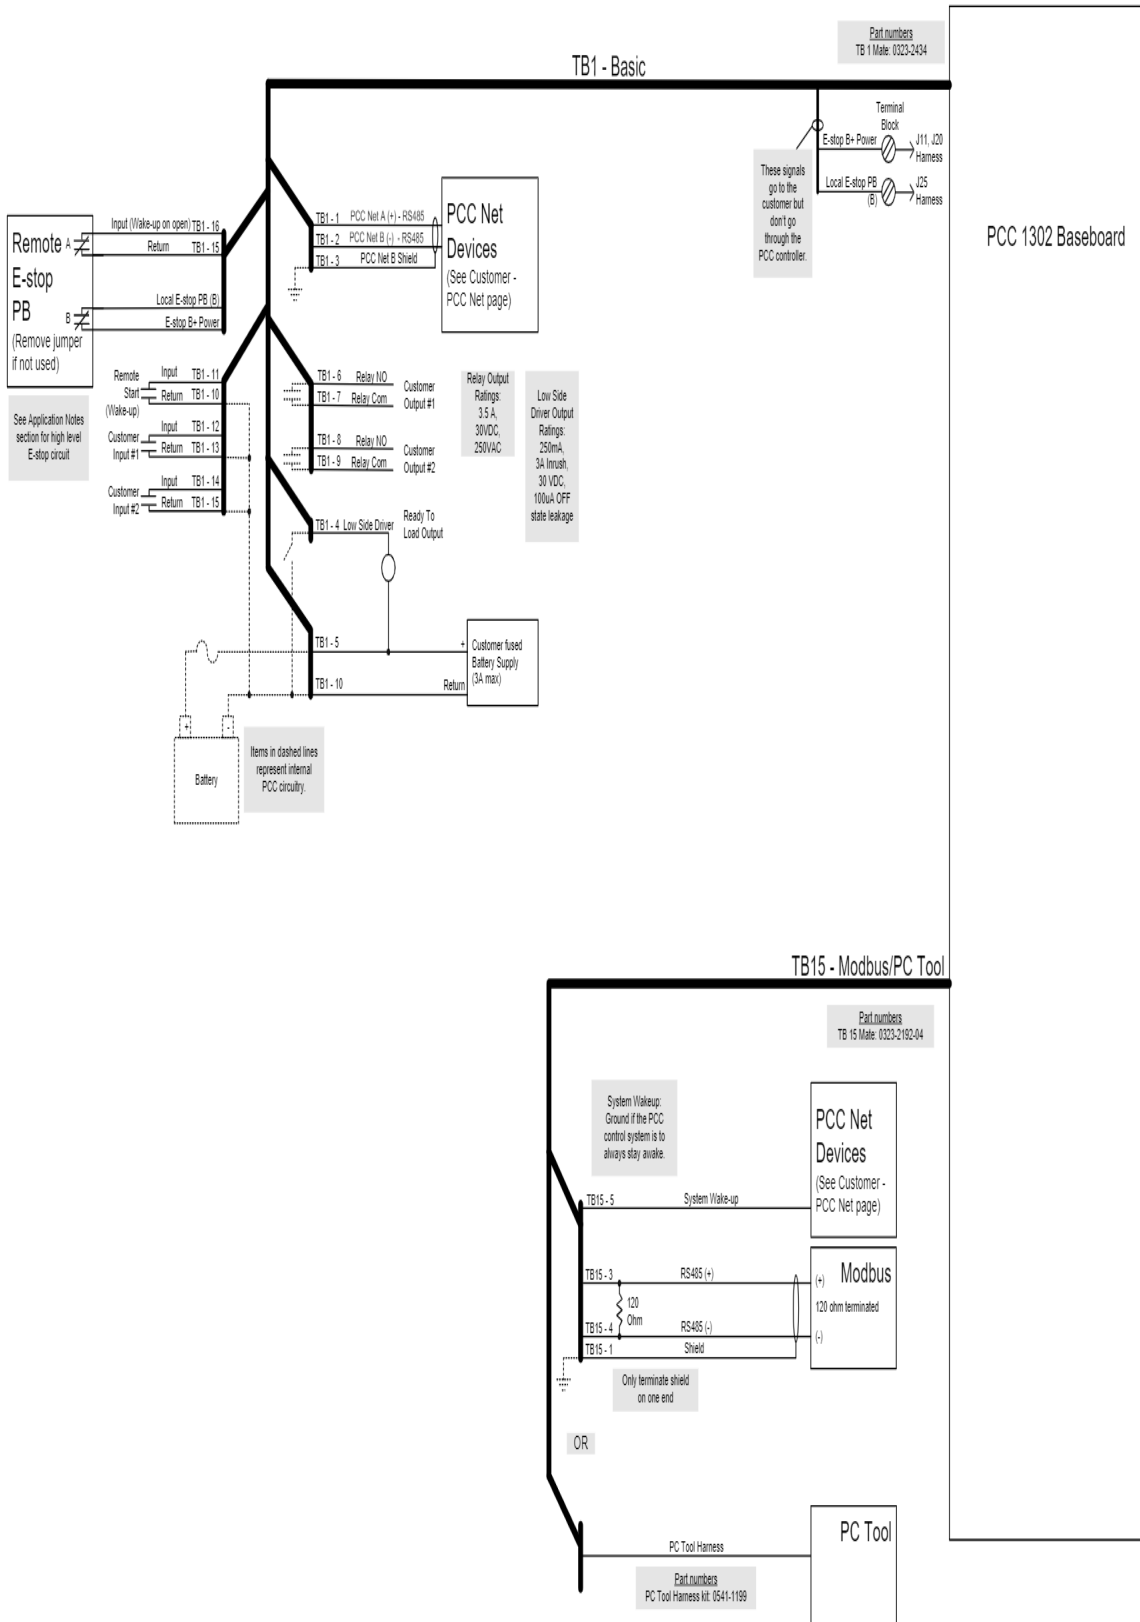 Part numbers
TB 1 Mate: 0323-2434
TB1 - Basic
Terminal
Block
E-stop B+ Power
J11, J20
Harness
Local E-stop PB
(B)
J25
Harness
These signals
go to the
customer but
don't go
through the
PCC controller.
PCC 1302 Baseboard
Remote A
E-stop
PB
B
(Remove jumper
if not used)
Input (Wake-up on open) TB1 - 16
Return TB1 - 15
Local E-stop PB (B)
E-stop B+ Power
See Application Notes
section for high level
E-stop circuit
TB1 - 1 PCC Net A (+) - RS485
TB1 - 2 PCC Net B (-) - RS485
TB1 - 3 PCC Net B Shield
PCC Net
Devices
(See Customer -
PCC Net page)
Remote
Start
(Wake-up)
Input TB1 - 11
Return TB1 - 10
Customer
Input #1
Input TB1 - 12
Return TB1 - 13
Customer
Input #2
Input TB1 - 14
Return TB1 - 15
TB1 - 6 Relay NO
TB1 - 7 Relay Com
Customer
Output #1
TB1 - 8 Relay NO
TB1 - 9 Relay Com
Customer
Output #2
Relay Output
Ratings:
3.5 A,
30VDC,
250VAC
Low Side
Driver Output
Ratings:
250mA,
3A Inrush,
30 VDC,
100uA OFF
state leakage
TB1 - 4 Low Side Driver
Ready To
Load Output
TB1 - 5
+
TB1 - 10
Return
Customer fused
Battery Supply
(3A max)
+ -
Battery
Items in dashed lines
represent internal
PCC circuitry.
TB15 - Modbus/PC Tool
Part numbers
TB 15 Mate: 0323-2192-04
System Wakeup:
Ground if the PCC
control system is to
always stay awake.
PCC Net
Devices
(See Customer -
PCC Net page)
TB15 - 5 System Wake-up
TB15 - 3 RS485 (+)
120
Ohm
TB15 - 4 RS485 (-)
TB15 - 1 Shield
Modbus
(+)
120 ohm terminated
(-)
Only terminate shield
on one end
OR
PC Tool
PC Tool Harness
Part numbers
PC Tool Harness kit: 0541-1199